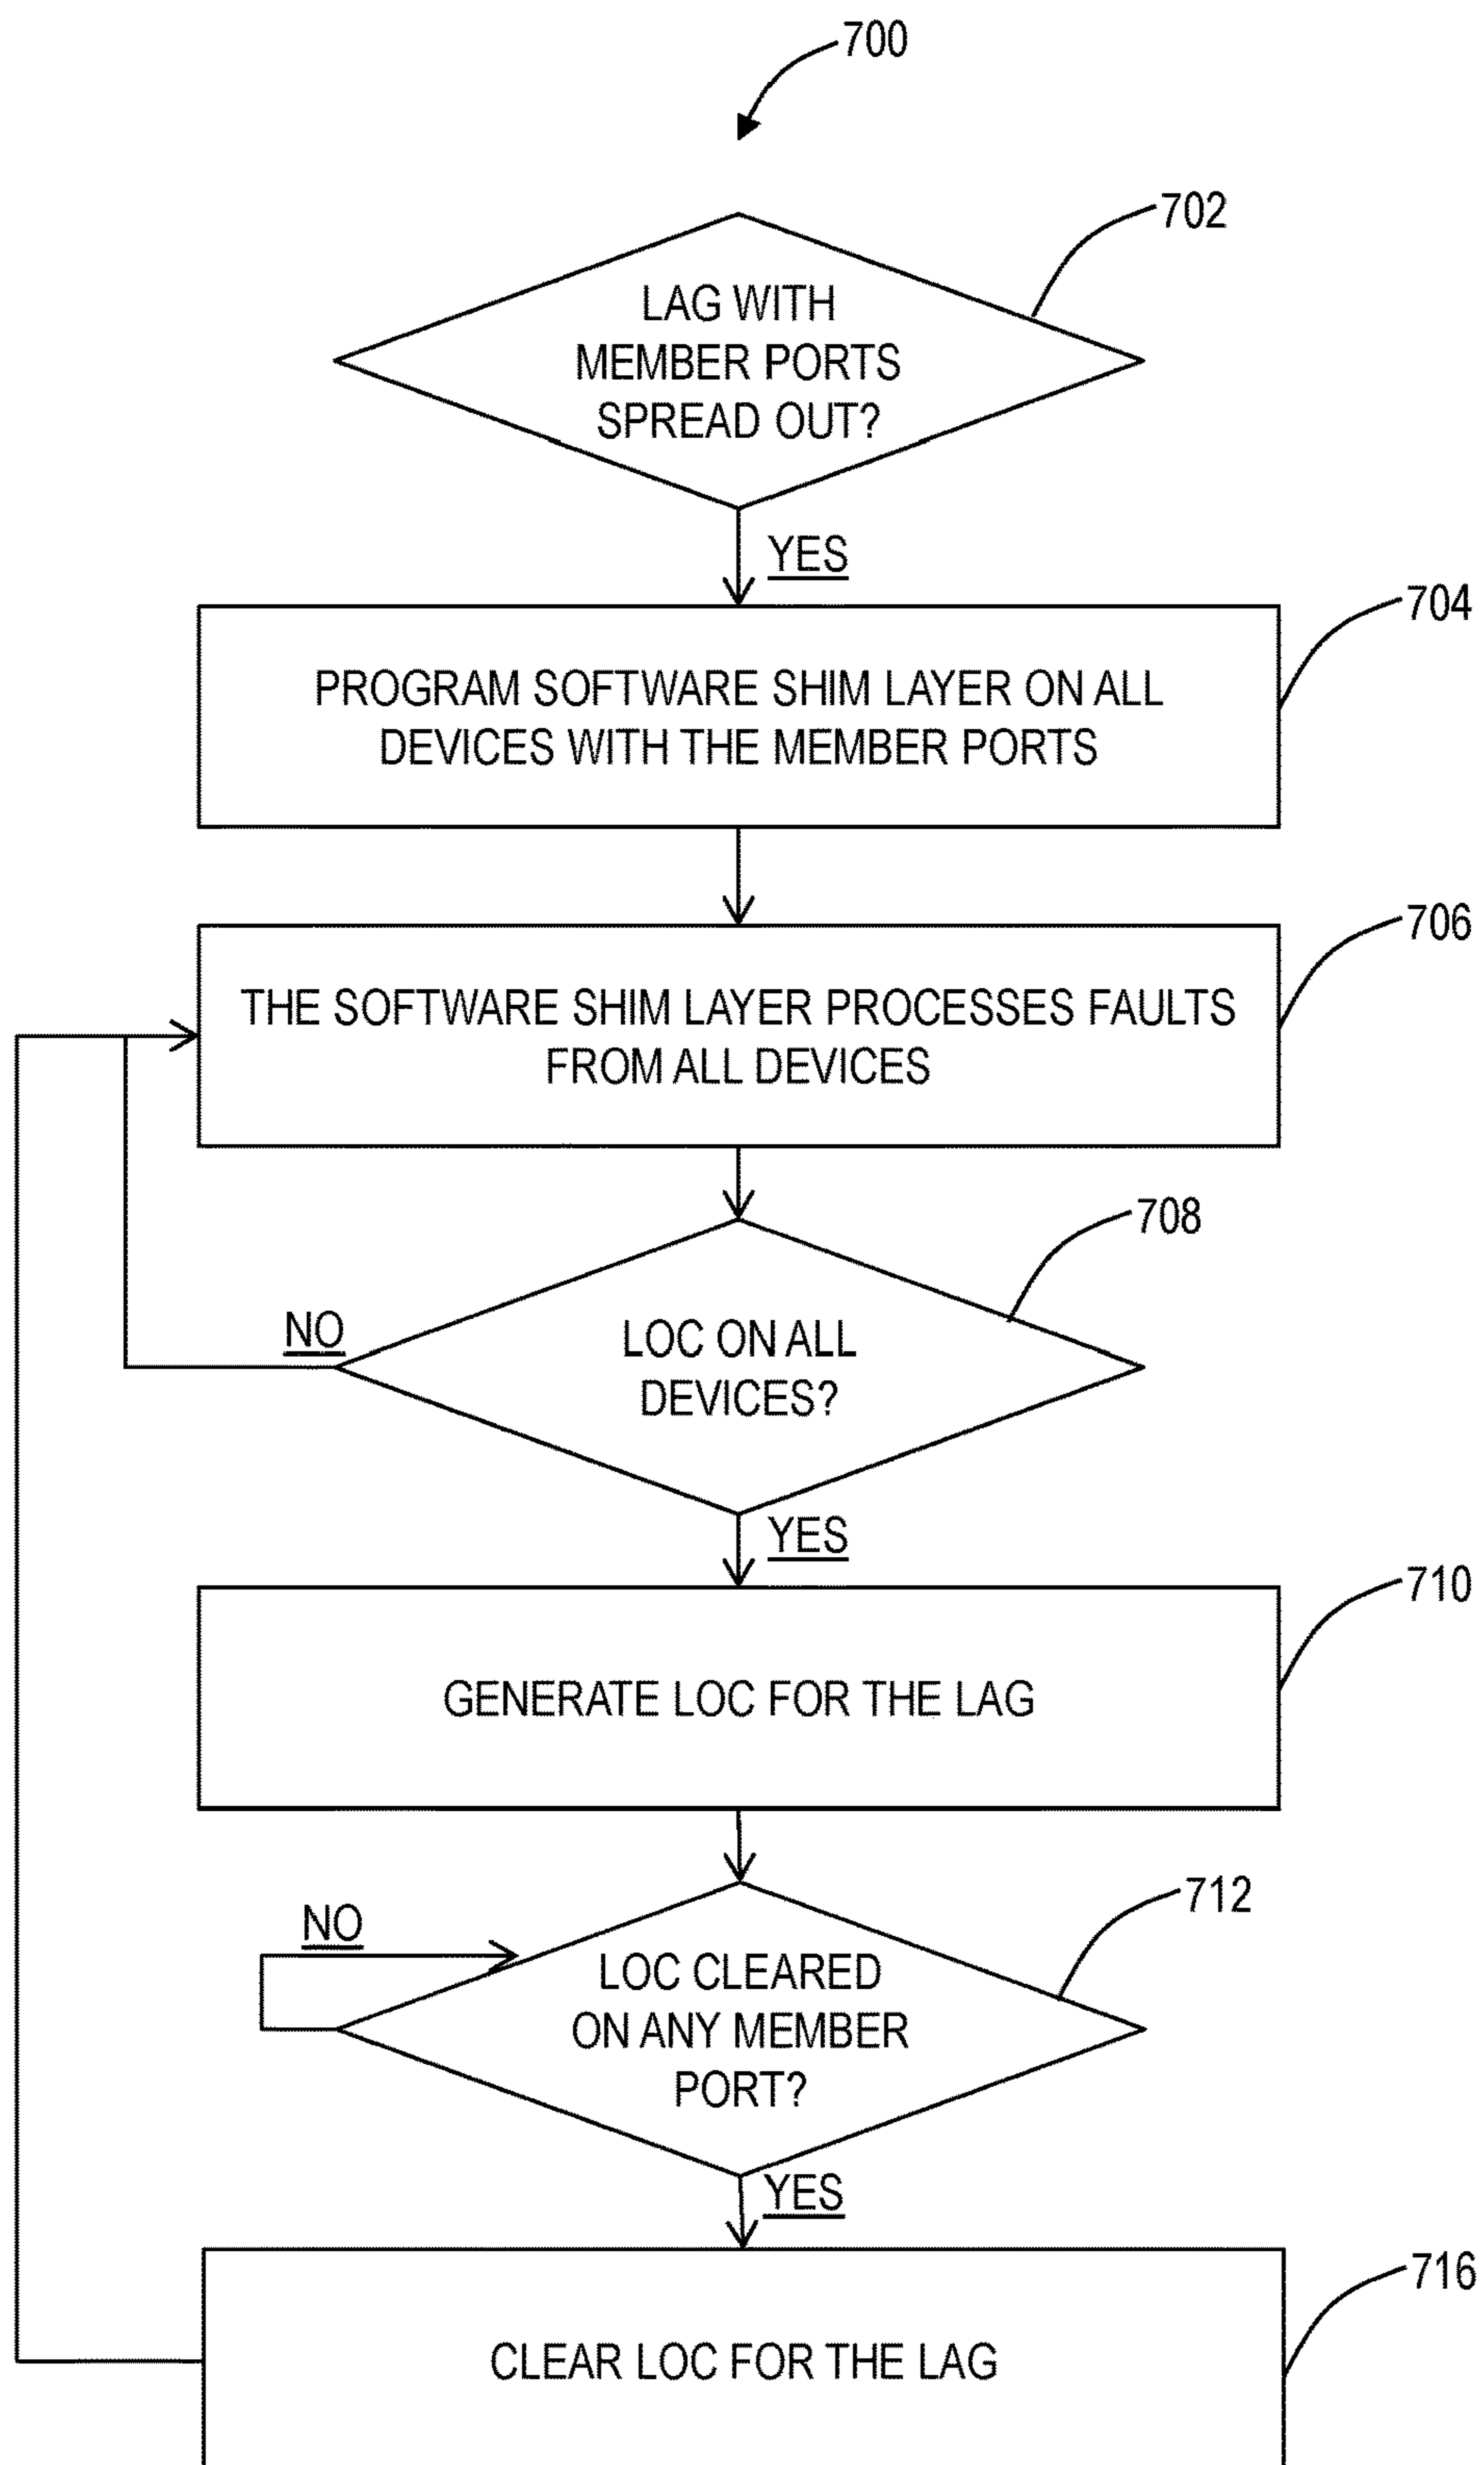 700
702
LAG WITH
MEMBER PORTS
SPREAD OUT?
YES
704
PROGRAM SOFTWARE SHIM LAYER ON ALL
DEVICES WITH THE MEMBER PORTS
706
THE SOFTWARE SHIM LAYER PROCESSES FAULTS
FROM ALL DEVICES
708
NO
LOC ON ALL
DEVICES?
YES
710
GENERATE LOC FOR THE LAG
712
NO
LOC CLEARED
ON ANY MEMBER
PORT?
YES
716
CLEAR LOC FOR THE LAG